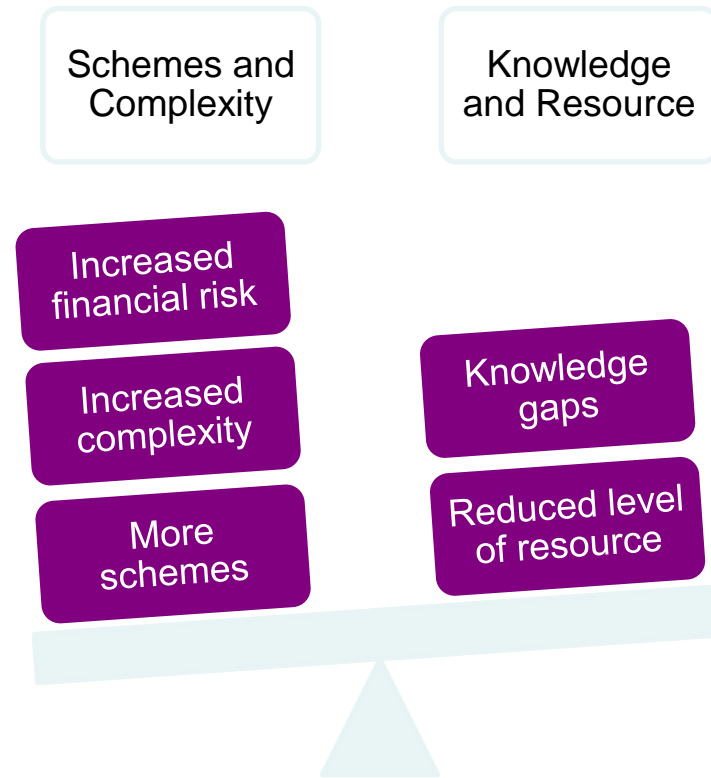 Schemes and
Complexity
Knowledge
and Resource
Increased
financial risk
Increased
complexity
More
schemes
Knowledge
gaps
Reduced level
of resource